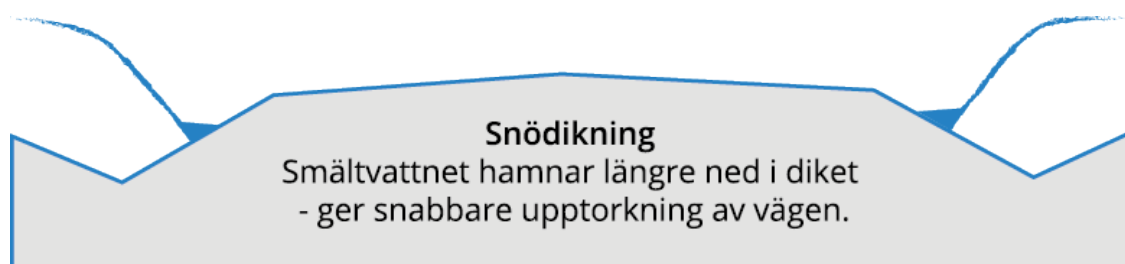 Snödikning
Smältvattnet hamnar längre ned i diket
- ger snabbare upptorkning av vägen.